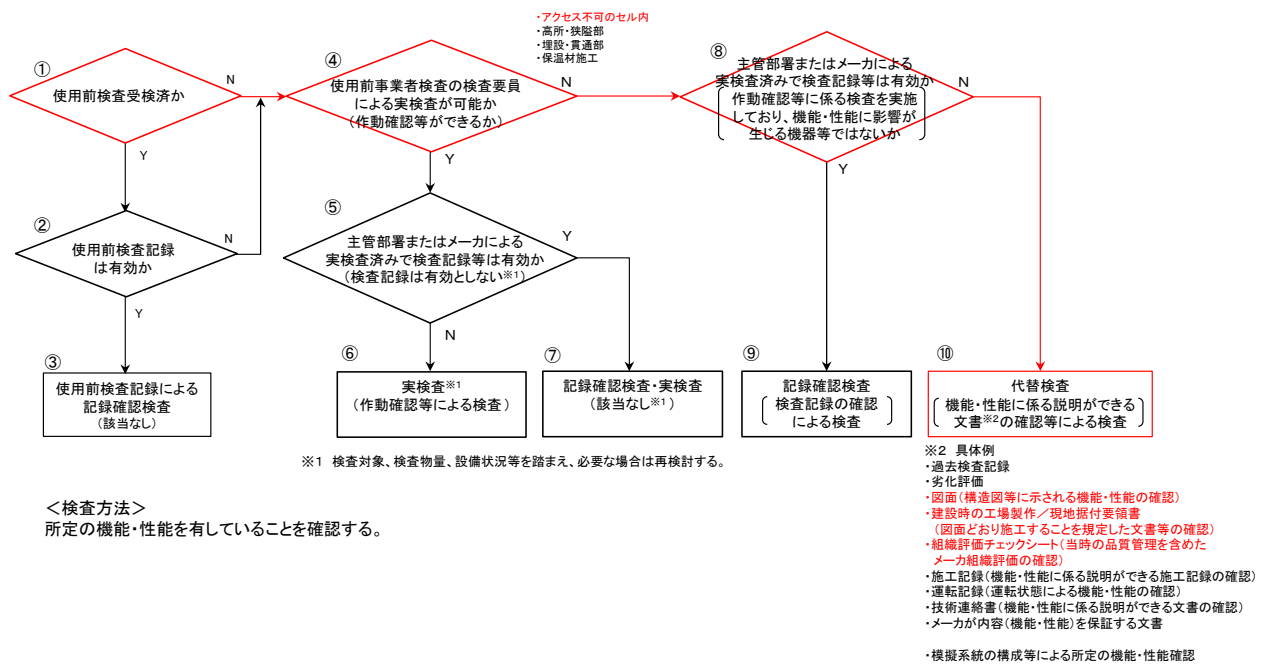 ①
使用前検査受検済か
N
Y
②
使用前検査記録
は有効か
N
Y
③
使用前検査記録による
記録確認検査
(該当なし)
・アクセス不可のセル内
・高所・狭隘部
・埋設・貫通部
・保温材施工
④
使用前事業者検査の検査要員
による実検査が可能か
(作動確認等ができるか)
N
Y
⑤
主管部署またはメーカによる
実検査済みで検査記録等は有効か
(検査記録は有効としない※1)
Y
N
⑥
実検査※1
(作動確認等による検査)
⑦
記録確認検査・実検査
(該当なし※1)
⑧
主管部署またはメーカによる
実検査済みで検査記録等は有効か
作動確認等に係る検査を実施
しており、機能・性能に影響が
生じる機器等ではないか
N
Y
⑨
記録確認検査
検査記録の確認
による検査
⑩
代替検査
機能・性能に係る説明ができる
文書※2の確認等による検査
※1 検査対象、検査物量、設備状況等を踏まえ、必要な場合は再検討する。
<検査方法>
所定の機能・性能を有していることを確認する。
※2 具体例
・過去検査記録
・劣化評価
・図面(構造図等に示される機能・性能の確認)
・建設時の工場製作/現地据付要領書
(図面どおり施工することを規定した文書等の確認)
・組織評価チェックシート(当時の品質管理を含めた
メーカ組織評価の確認)
・施工記録(機能・性能に係る説明ができる施工記録の確認)
・運転記録(運転状態による機能・性能の確認)
・技術連絡書(機能・性能に係る説明ができる文書の確認)
・メーカが内容(機能・性能)を保証する文書
・模擬系統の構成等による所定の機能・性能確認